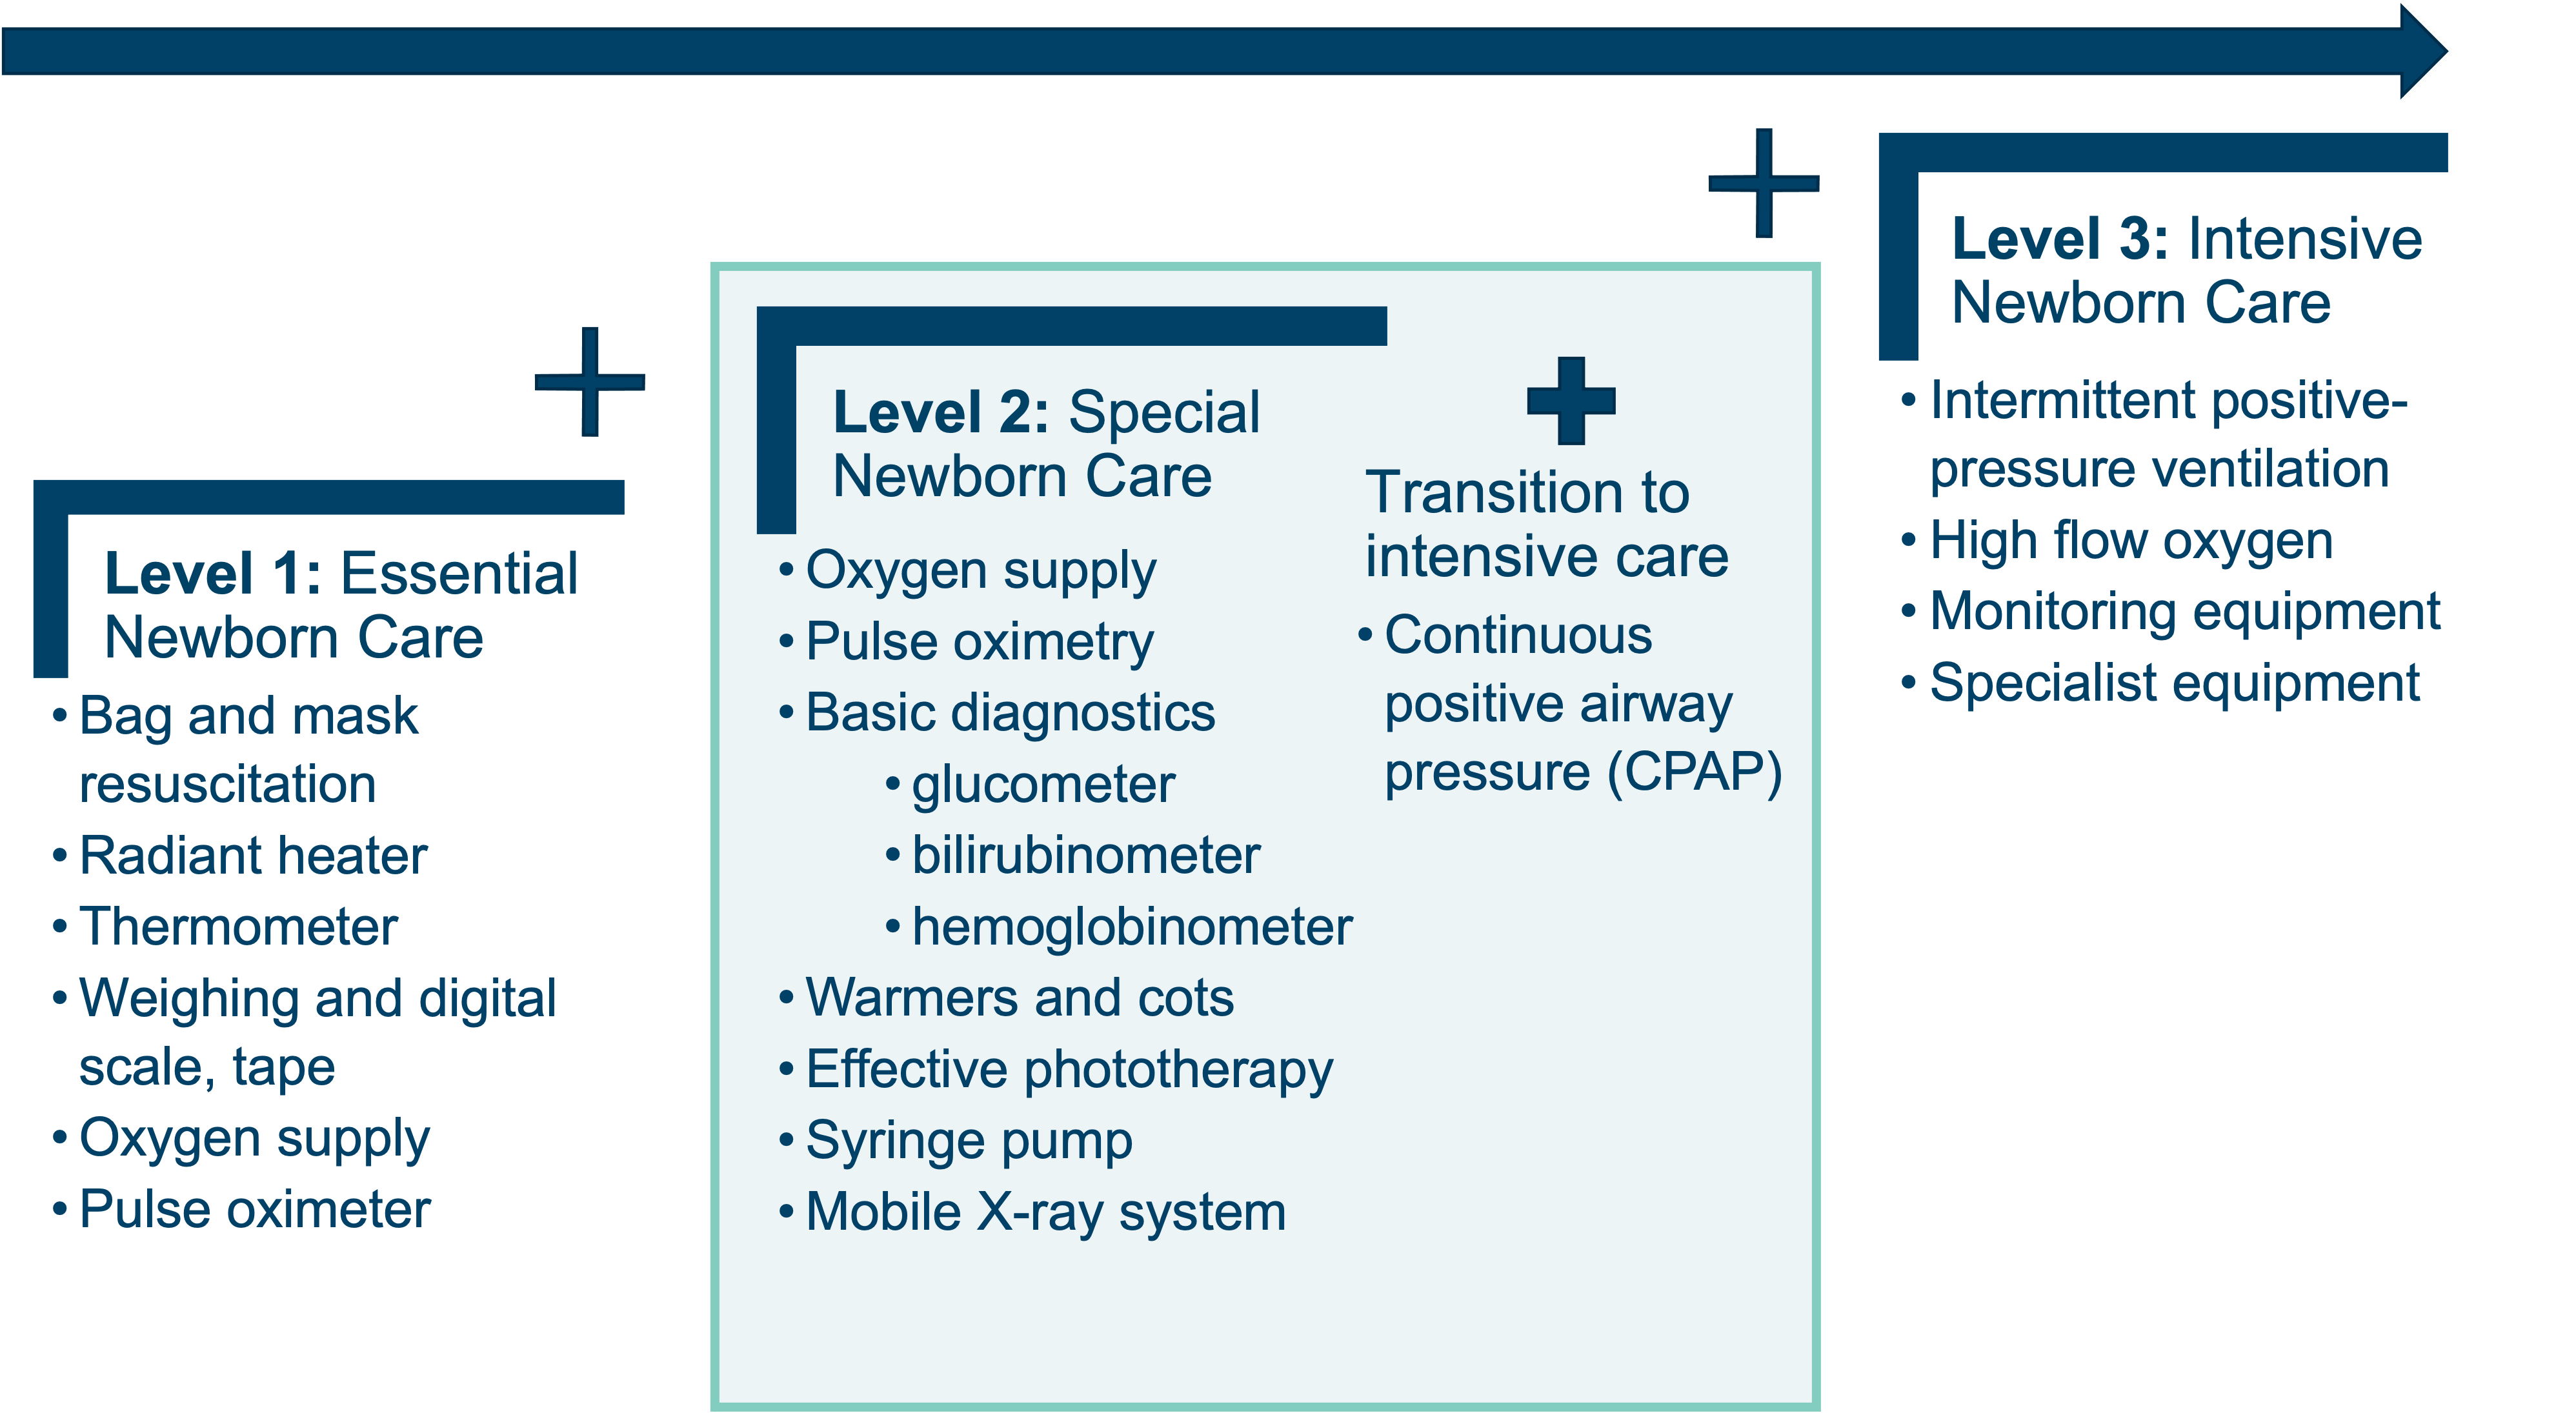 Level 1: Essential
Newborn Care
• Bag and mask
resuscitation
• Radiant heater
• Thermometer
• Weighing and digital
scale, tape
• Oxygen supply
• Pulse oximeter
Level 2: Special
Newborn Care
• Oxygen supply
• Pulse oximetry
• Basic diagnostics
• glucometer
• bilirubinometer
• hemoglobinometer
• Warmers and cots
• Effective phototherapy
• Syringe pump
• Mobile X-ray system
Transition to
intensive care
• Continuous
positive airway
pressure (CPAP)
Level 3: Intensive
Newborn Care
• Intermittent positive-
pressure ventilation
• High flow oxygen
• Monitoring equipment
• Specialist equipment